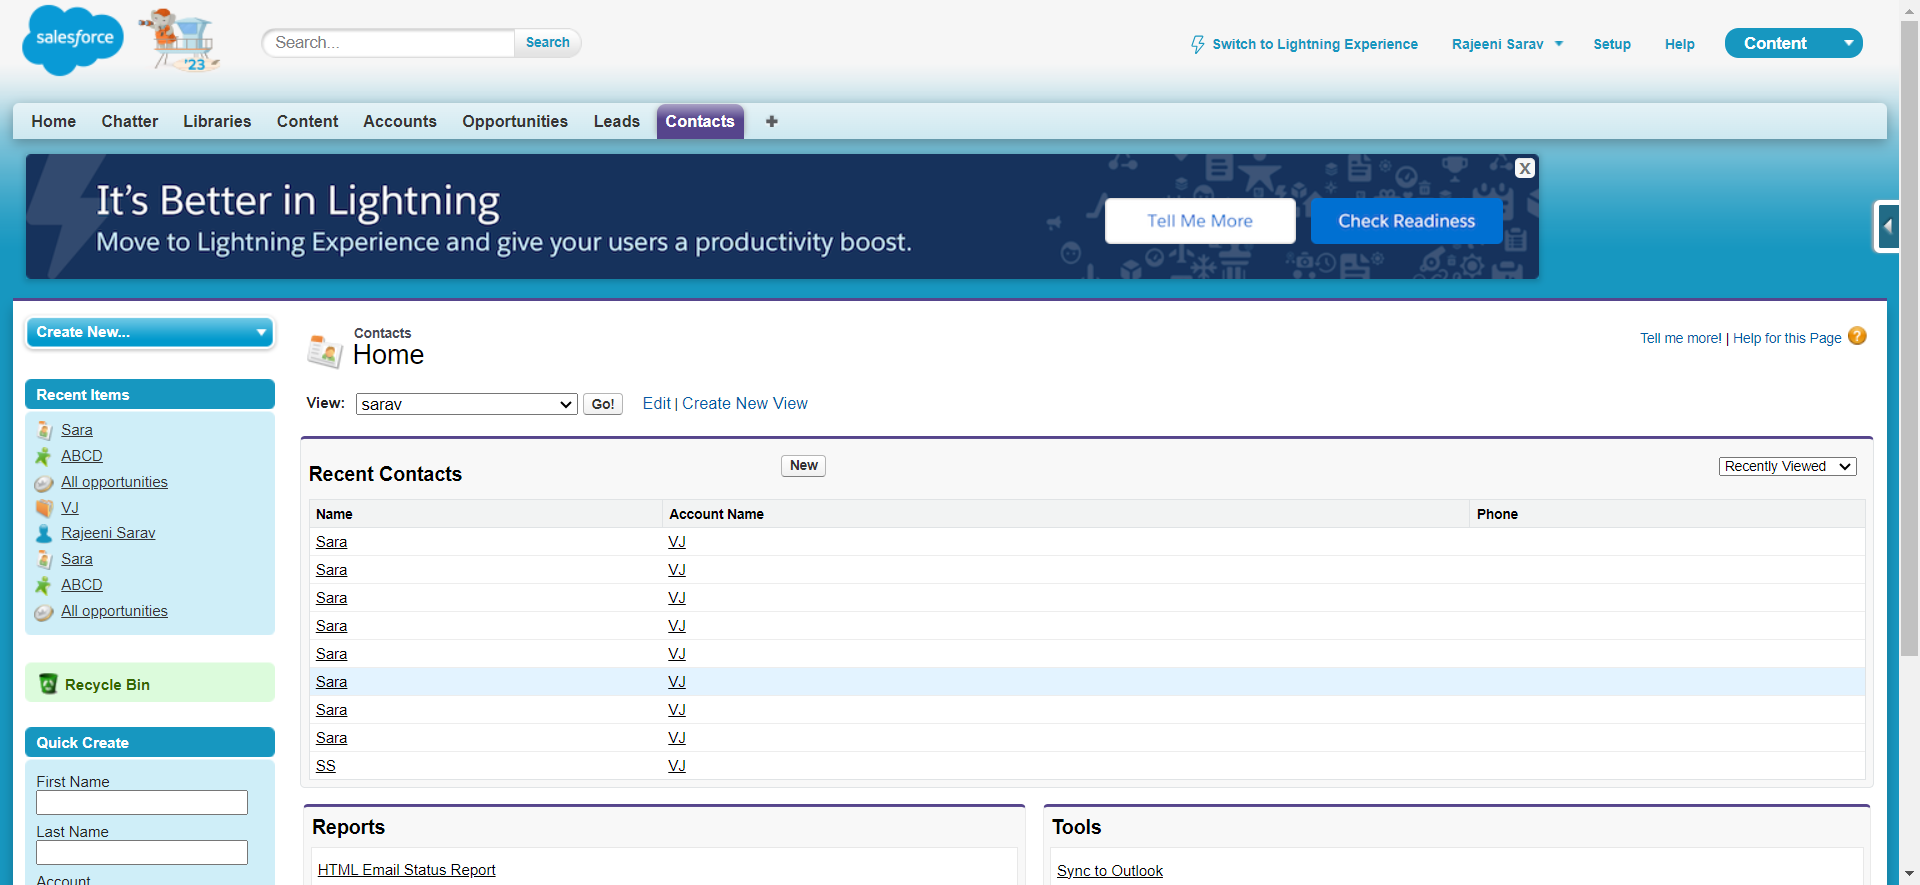 salesforce
'23
Search...
Search
Switch to Lightning Experience
Rajeeni Sarav
Setup
Help
Content
Home
Chatter
Libraries
Content
Accounts
Opportunities
Leads
Contacts
+
It's Better in Lightning
Move to Lightning Experience and give your users a productivity boost.
Tell Me More
Check Readiness
X
Create New...
Recent Items
Sara
ABCD
All opportunities
VJ
Rajeeni Sarav
Sara
ABCD
All opportunities
Recycle Bin
Quick Create
First Name
Last Name
Account
Contacts
Home
Tell me more! | Help for this Page ?
View: sarav Go! Edit | Create New View
Recent Contacts
New
Recently Viewed
Name Account Name Phone
Sara VJ
Sara VJ
Sara VJ
Sara VJ
Sara VJ
Sara VJ
Sara VJ
Sara VJ
SS VJ
Reports
HTML Email Status Report
Tools
Sync to Outlook